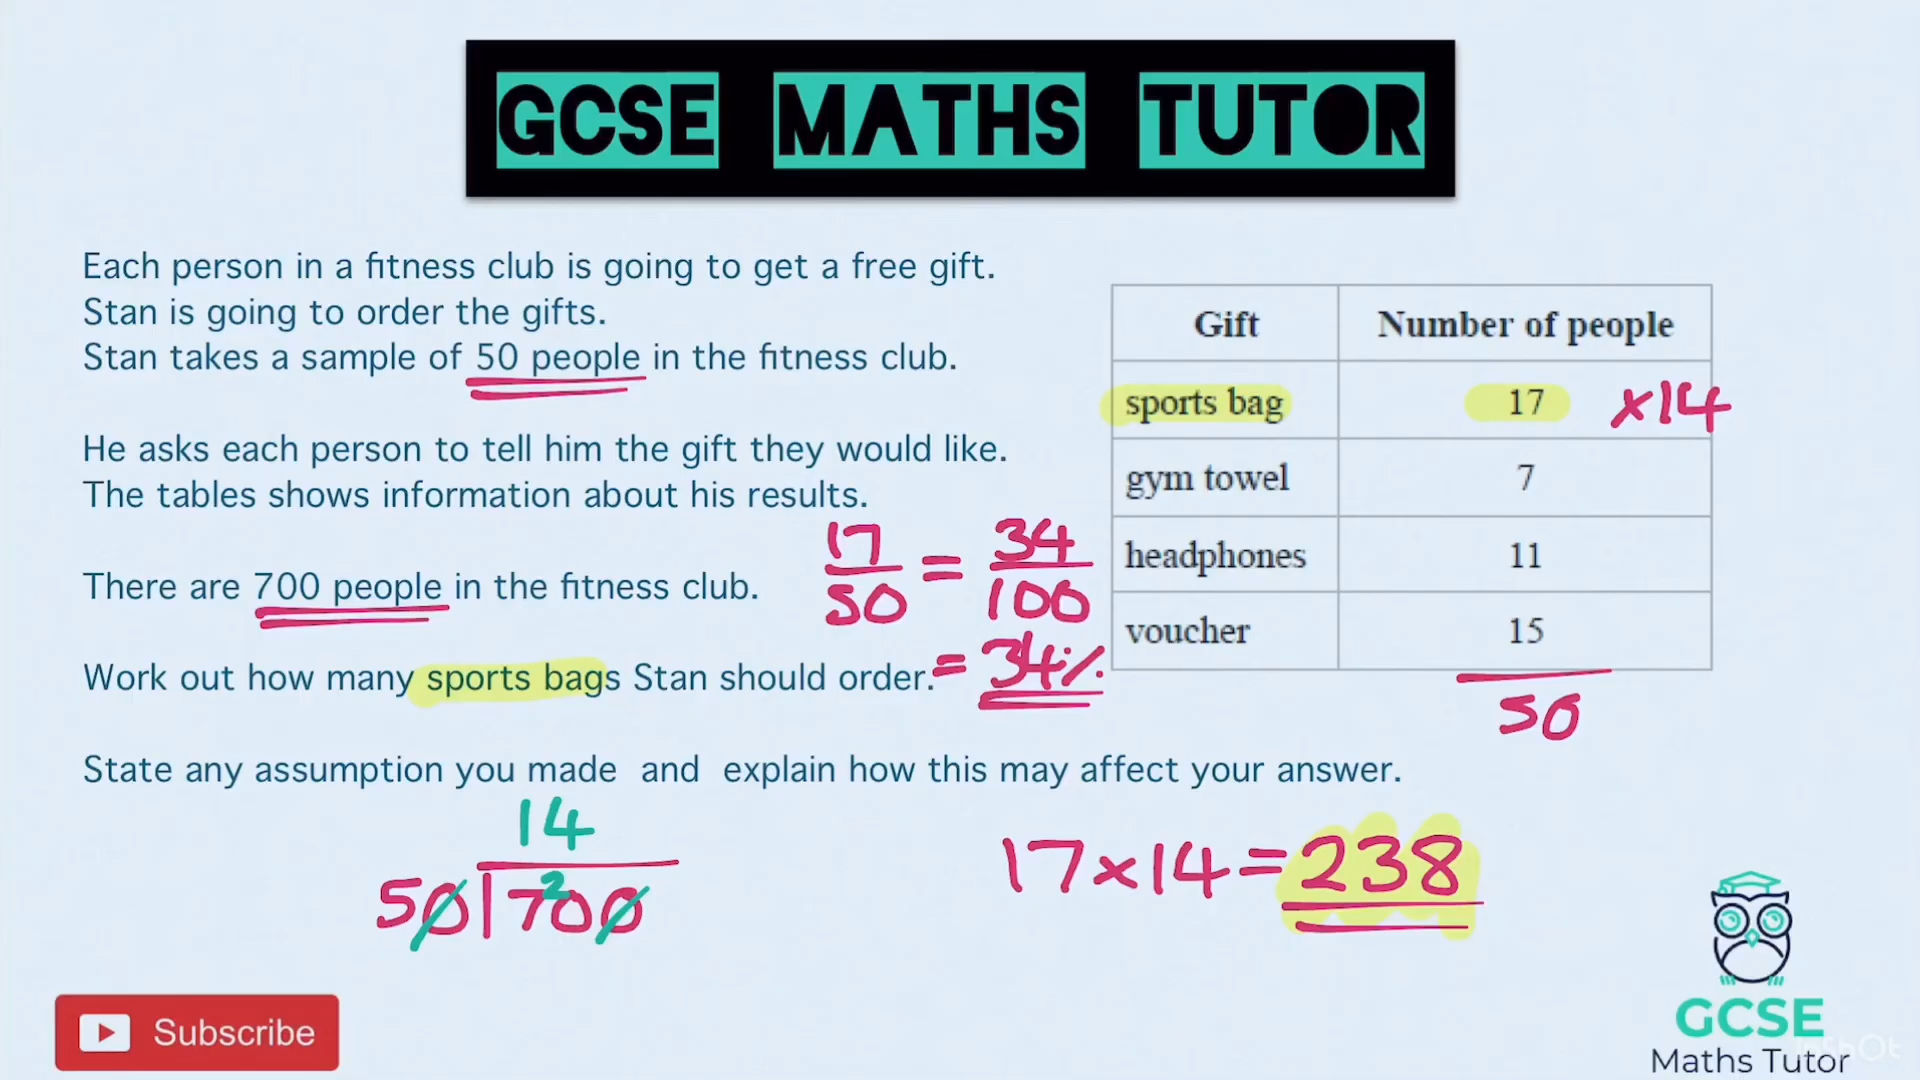 GCSE MATHS TUTOR
Each person in a fitness club is going to get a free gift.
Stan is going to order the gifts.
Stan takes a sample of 50 people in the fitness club.
He asks each person to tell him the gift they would like.
The tables shows information about his results.
There are 700 people in the fitness club.
Work out how many sports bags Stan should order.
State any assumption you made and explain how this may affect your answer.
Gift Number of people
sports bag 17 ×14
gym towel 7
headphones 11
voucher 15
50
17/50 = 34/100
= 34%
14
50 700
2
17×14=238
Subscribe
GCSE
Maths Tutor